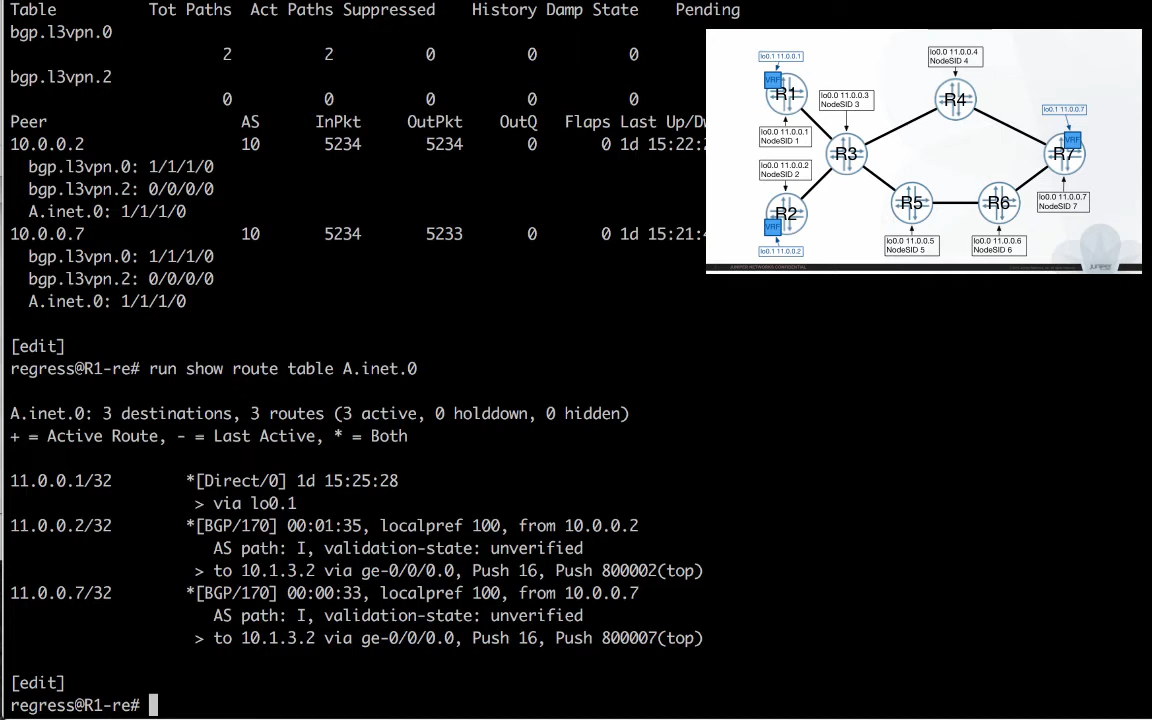 Table Tot Paths Act Paths Suppressed History Damp State Pending
bgp.l3vpn.0
2 2 0 0 0
bgp.l3vpn.2
0 0 0 0 0
Peer AS InPkt OutPkt OutQ Flaps Last Up/Dw
10.0.0.2 10 5234 5234 0 0 1d 15:22:2
bgp.l3vpn.0: 1/1/1/0
bgp.l3vpn.2: 0/0/0/0
A.inet.0: 1/1/1/0
10.0.0.7 10 5234 5233 0 0 1d 15:21:4
bgp.l3vpn.0: 1/1/1/0
bgp.l3vpn.2: 0/0/0/0
A.inet.0: 1/1/1/0
[edit]
regress@R1-re# run show route table A.inet.0
A.inet.0: 3 destinations, 3 routes (3 active, 0 holddown, 0 hidden)
+ = Active Route, - = Last Active, * = Both
11.0.0.1/32 *[Direct/0] 1d 15:25:28
> via lo0.1
11.0.0.2/32 *[BGP/170] 00:01:35, localpref 100, from 10.0.0.2
AS path: I, validation-state: unverified
> to 10.1.3.2 via ge-0/0/0.0, Push 16, Push 800002(top)
11.0.0.7/32 *[BGP/170] 00:00:33, localpref 100, from 10.0.0.7
AS path: I, validation-state: unverified
> to 10.1.3.2 via ge-0/0/0.0, Push 16, Push 800007(top)
[edit]
regress@R1-re#
lo0.1 11.0.0.1
VRF
R1
lo0.0 11.0.0.1
NodeSID 1
lo0.0 11.0.0.2
NodeSID 2
R2
VRF
lo0.1 11.0.0.2
lo0.0 11.0.0.3
NodeSID 3
R3
lo0.0 11.0.0.4
NodeSID 4
R4
R5
lo0.0 11.0.0.5
NodeSID 5
R6
lo0.0 11.0.0.6
NodeSID 6
lo0.1 11.0.0.7
VRF
R7
lo0.0 11.0.0.7
NodeSID 7
JUNIPER NETWORKS CONFIDENTIAL
JUNIPER